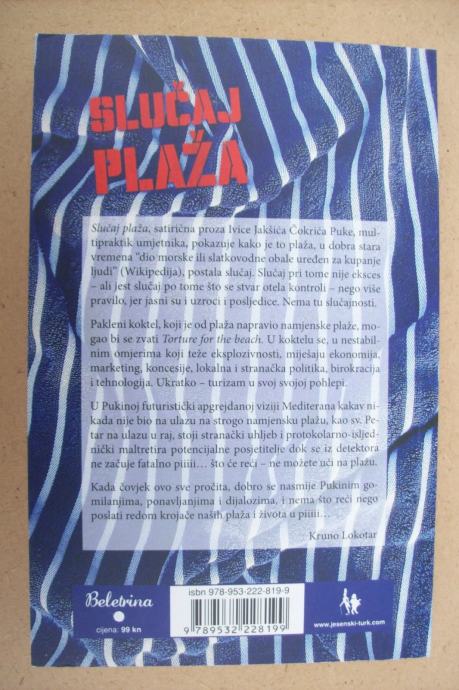 SLUČAJ
PLAŽA
Slučaj plaža, satirična proza Ivice Jakšića Čokrića Puke, mul-
tipraktik umjetnika, pokazuje kako je to plaža, u dobra stara
vremena "dio morske ili slatkovodne obale uređen za kupanje
ljudi" (Wikipedija), postala slučaj. Slučaj pri tome nije eksces
– ali jest slučaj po tome što se stvar otela kontroli – nego više
pravilo, jer jasni su i uzroci i posljedice. Nema tu slučajnosti.
Pakleni koktel, koji je od plaža napravio namjenske plaže, mo-
gao bi se zvati Torture for the beach. U koktelu se, u nestabil-
nim omjerima koji teže eksplozivnosti, miješaju ekonomija,
marketing, koncesije, lokalna i stranačka politika, birokracija
i tehnologija. Ukratko – turizam u svoj svojoj pohlepi.
U Pukinoj futuristički apgrejdanoj viziji Mediterana kakav ni-
kada nije bio na ulazu na strogo namjensku plažu, kao sv. Pe-
tar na ulazu u raj, stoji stranački uhljeb i protokolarno-isljed-
nički maltretira potencijalne posjetitelje dok se iz detektora
ne začuje fatalno piiiii… što će reći – ne možete ući na plažu.
Kada čovjek ovo sve pročita, dobro se nasmije Pukinim go-
milanjima, ponavljanjima i dijalozima, i nema što reći nego
poslati redom krojače naših plaža i života u piiiii…
Kruno Lokotar
Beletrina
cijena: 99 kn
isbn 978-953-222-819-9
9 789532 228199
www.jesenski-turk.com